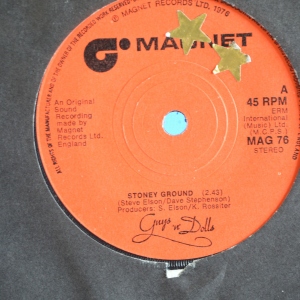 MAGNET RECORDS LTD. 1976
MAGNET
An Original
Sound
Recording
made by
Magnet
Records Ltd.,
England
A
45 RPM
ERM
International
(Music) Ltd.
(M.C.P.S.)
MAG 76
STEREO
STONEY GROUND (2.43)
(Steve Elson/Dave Stephenson)
Producers: S. Elson/K. Rossiter
Guys 'n' Dolls